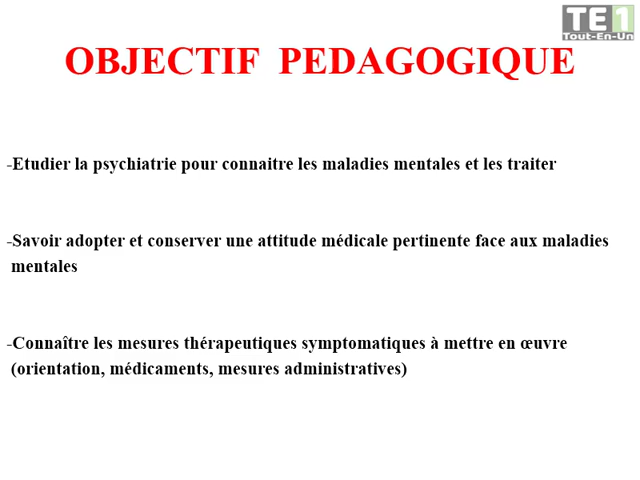 TE1
Tout-En-Un
OBJECTIF PEDAGOGIQUE
-Etudier la psychiatrie pour connaitre les maladies mentales et les traiter
-Savoir adopter et conserver une attitude médicale pertinente face aux maladies
mentales
-Connaître les mesures thérapeutiques symptomatiques à mettre en œuvre
(orientation, médicaments, mesures administratives)